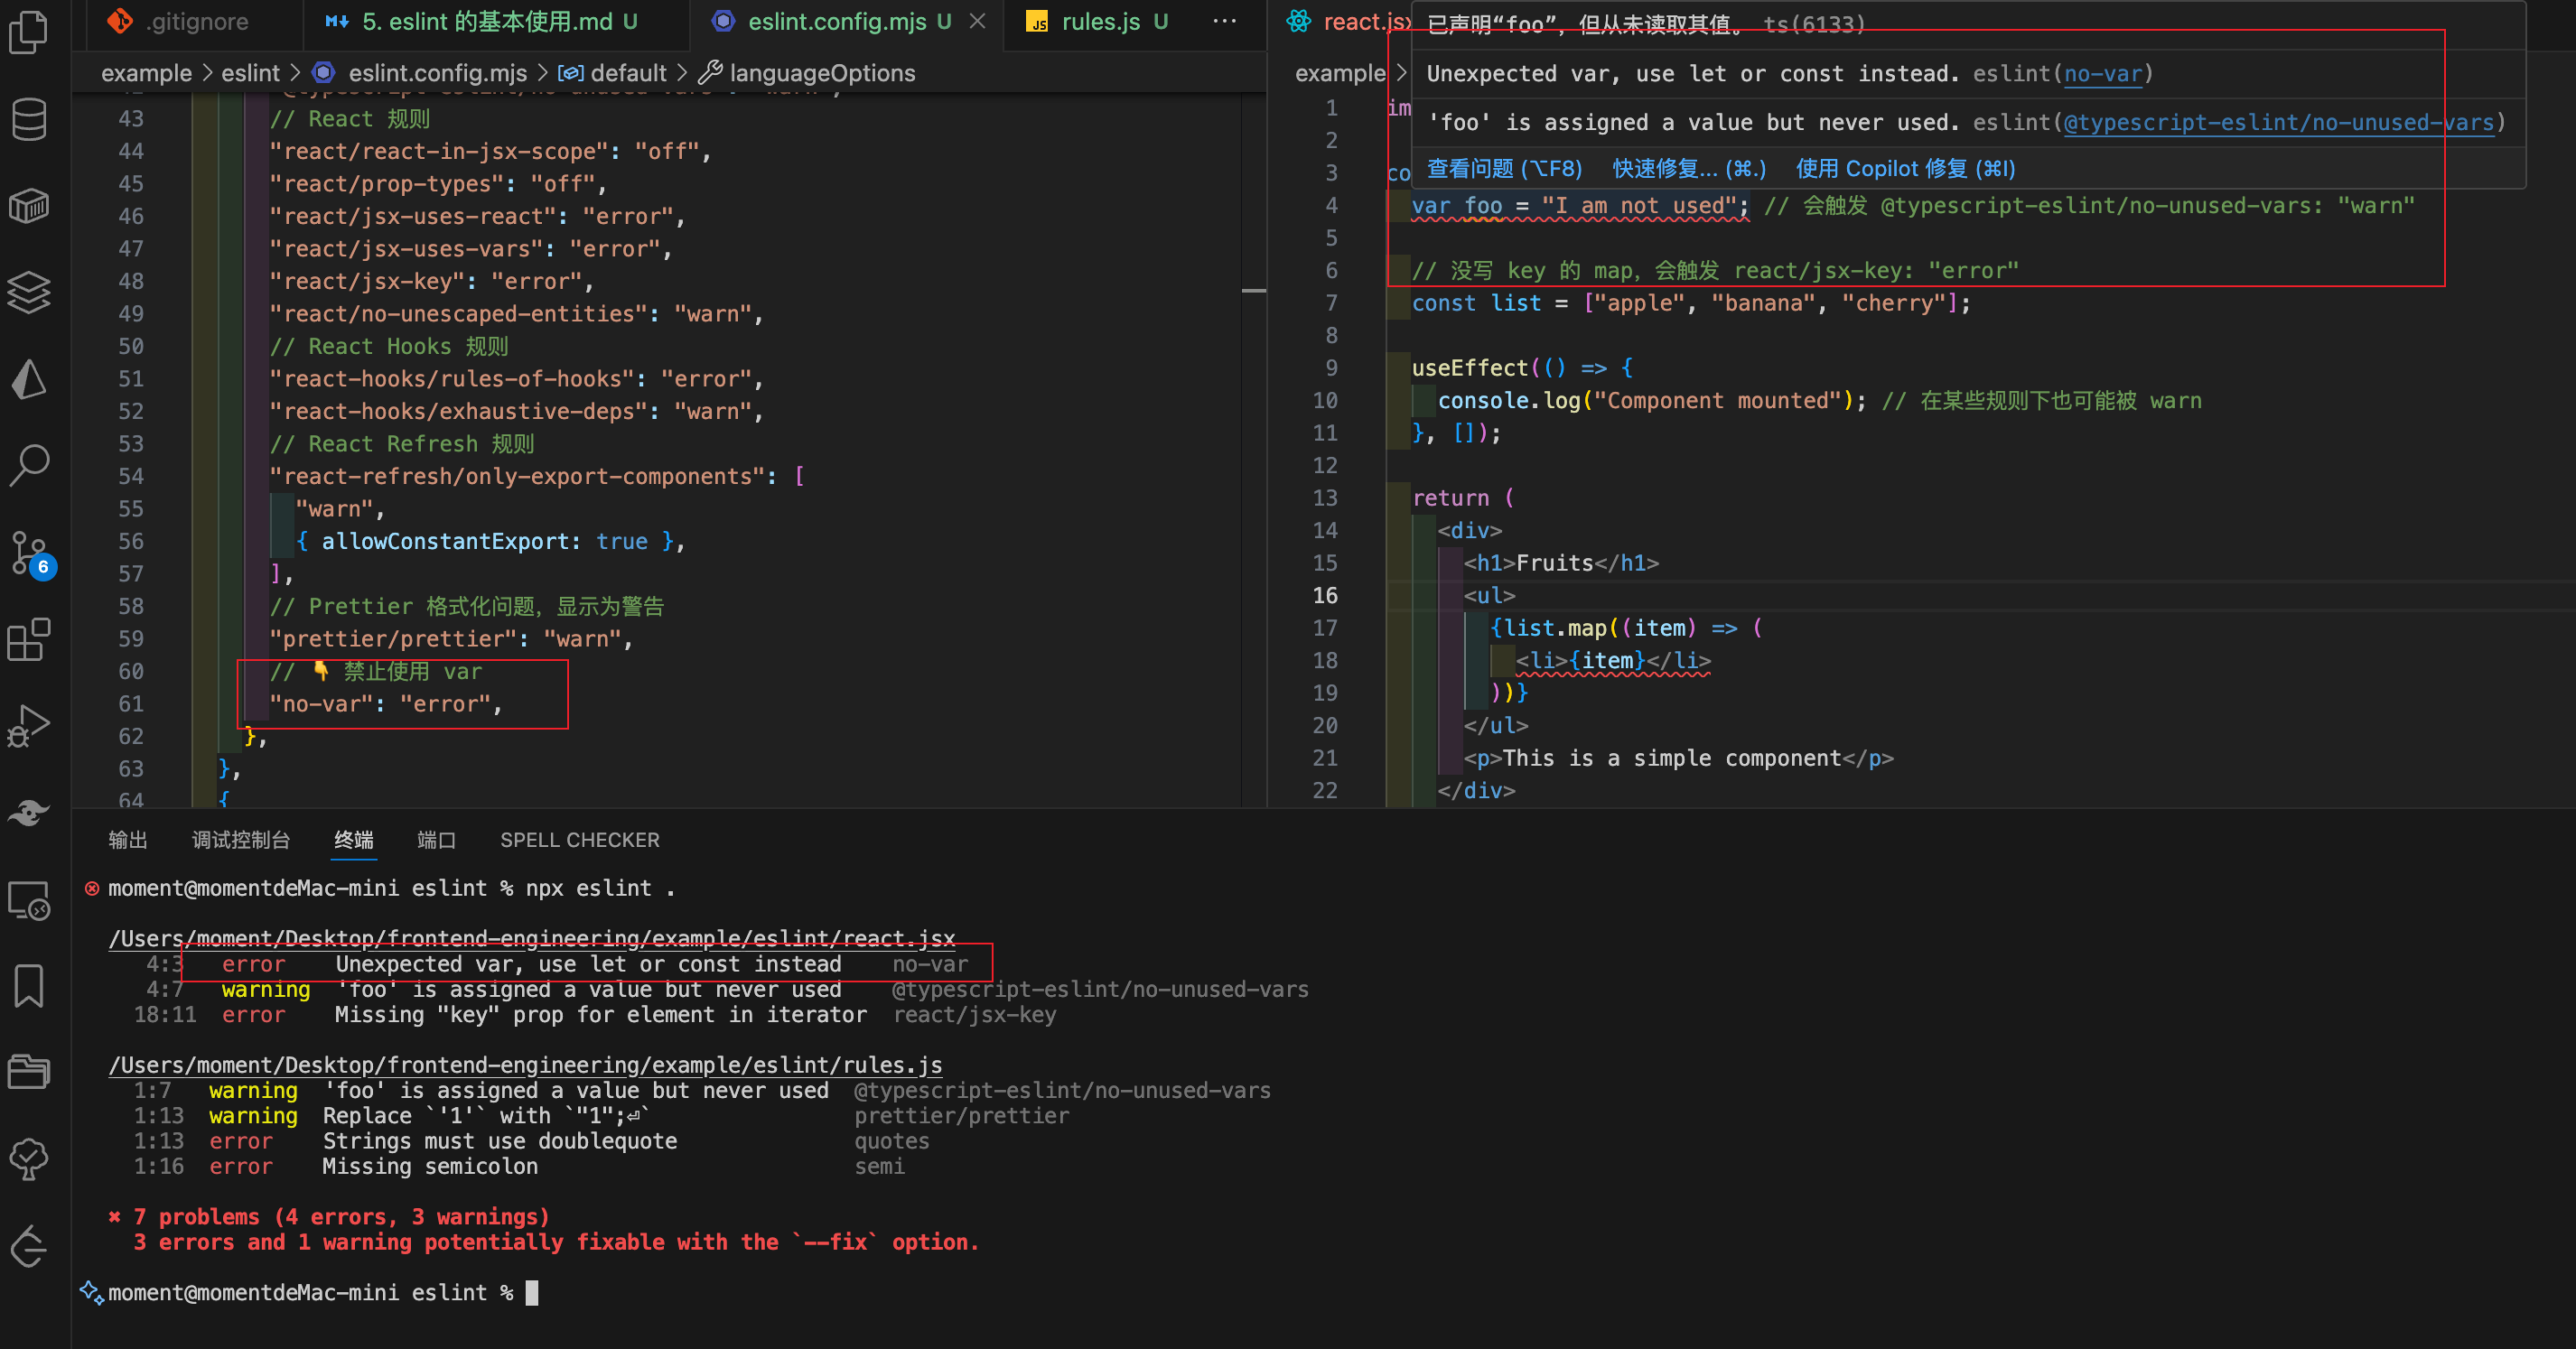 .gitignore
5. eslint 的基本使用.md U
eslint.config.mjs U
rules.js U
···
react.jsx
example > eslint > eslint.config.mjs > default > languageOptions
43 // React 规则
44 "react/react-in-jsx-scope": "off",
45 "react/prop-types": "off",
46 "react/jsx-uses-react": "error",
47 "react/jsx-uses-vars": "error",
48 "react/jsx-key": "error",
49 "react/no-unescaped-entities": "warn",
50 // React Hooks 规则
51 "react-hooks/rules-of-hooks": "error",
52 "react-hooks/exhaustive-deps": "warn",
53 // React Refresh 规则
54 "react-refresh/only-export-components": [
55 "warn",
56 { allowConstantExport: true },
57 ],
58 // Prettier 格式化问题，显示为警告
59 "prettier/prettier": "warn",
60 // 👇 禁止使用 var
61 "no-var": "error",
62 },
63 },
64 {
example >
已声明“foo”，但从未读取其值。 ts(6133)
Unexpected var, use let or const instead. eslint(no-var)
'foo' is assigned a value but never used. eslint(@typescript-eslint/no-unused-vars)
查看问题 (⌥F8) 快速修复... (⌘.) 使用 Copilot 修复 (⌘I)
1 im
2
3 co
4 var foo = "I am not used"; // 会触发 @typescript-eslint/no-unused-vars: "warn"
5
6 // 没写 key 的 map，会触发 react/jsx-key: "error"
7 const list = ["apple", "banana", "cherry"];
8
9 useEffect(() => {
10 console.log("Component mounted"); // 在某些规则下也可能被 warn
11 }, []);
12
13 return (
14 <div>
15 <h1>Fruits</h1>
16 <ul>
17 {list.map((item) => (
18 <li>{item}</li>
19 ))}
20 </ul>
21 <p>This is a simple component</p>
22 </div>
6
输出 调试控制台 终端 端口 SPELL CHECKER
moment@momentdeMac-mini eslint % npx eslint .
/Users/moment/Desktop/frontend-engineering/example/eslint/react.jsx
4:3 error Unexpected var, use let or const instead no-var
4:7 warning 'foo' is assigned a value but never used @typescript-eslint/no-unused-vars
18:11 error Missing "key" prop for element in iterator react/jsx-key
/Users/moment/Desktop/frontend-engineering/example/eslint/rules.js
1:7 warning 'foo' is assigned a value but never used @typescript-eslint/no-unused-vars
1:13 warning Replace `'1'` with `"1";⏎` prettier/prettier
1:13 error Strings must use doublequote quotes
1:16 error Missing semicolon semi
✖ 7 problems (4 errors, 3 warnings)
3 errors and 1 warning potentially fixable with the `--fix` option.
moment@momentdeMac-mini eslint %